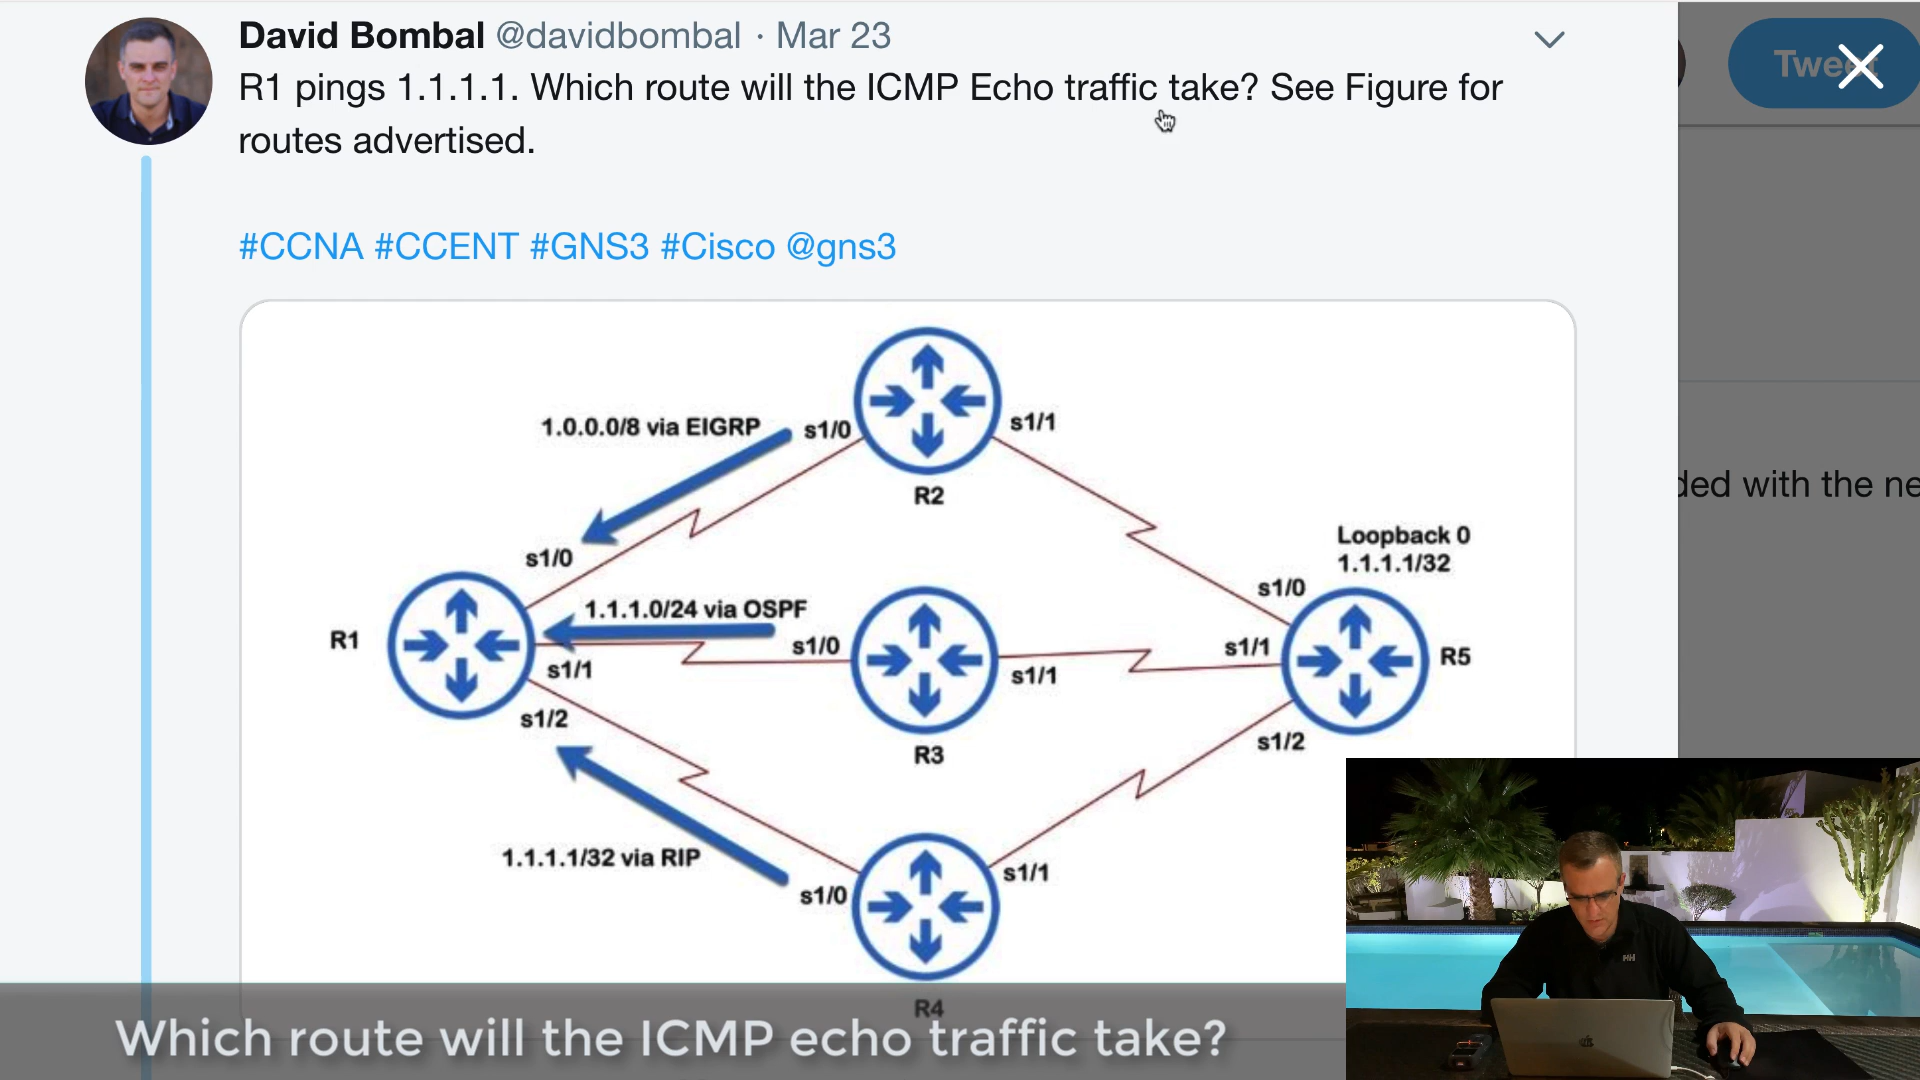 David Bombal @davidbombal · Mar 23
R1 pings 1.1.1.1. Which route will the ICMP Echo traffic take? See Figure for
routes advertised.
#CCNA #CCENT #GNS3 #Cisco @gns3
ded with the ne
1.0.0.0/8 via EIGRP
s1/0
s1/1
R2
s1/0
Loopback 0
1.1.1.1/32
s1/0
1.1.1.0/24 via OSPF
R1
s1/0
s1/1
R5
s1/1
s1/1
s1/2
R3
s1/2
1.1.1.1/32 via RIP
s1/0
s1/1
R4
Which route will the ICMP echo traffic take?
HH